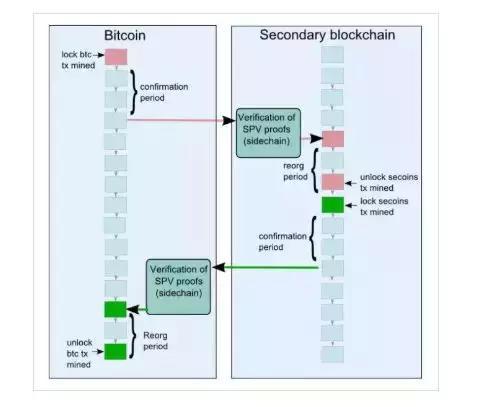 Bitcoin
lock btc
tx mined
confirmation
period
Verification of
SPV proofs
(sidechain)
unlock
btc tx
mined
Reorg
period
Secondary blockchain
Verification of
SPV proofs
(sidechain)
reorg
period
unlock secoins
tx mined
lock secoins
tx mined
confirmation
period